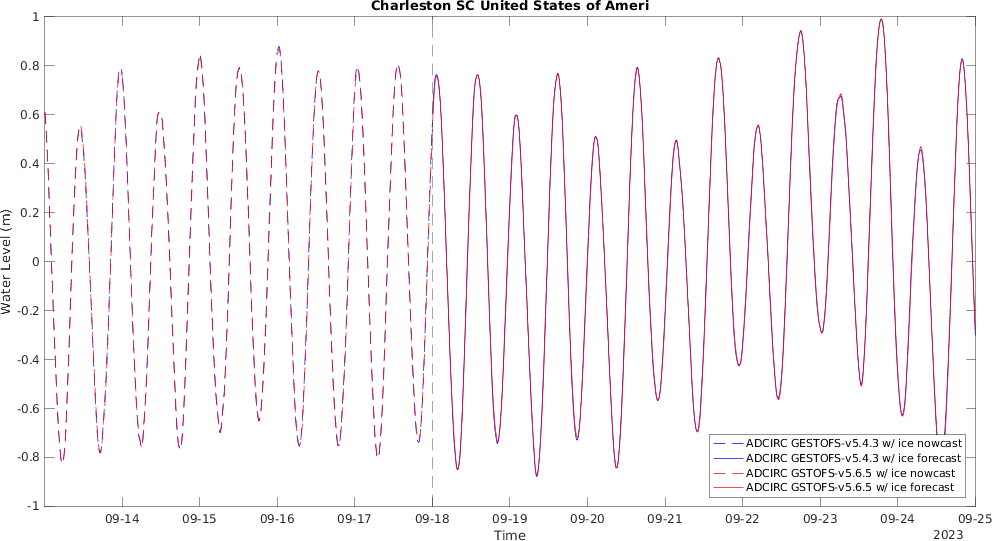 Charleston SC United States of Ameri
1
0.8
0.6
0.4
0.2
0
-0.2
-0.4
-0.6
-0.8
-1
Water Level (m)
ADCIRC GESTOFS-v5.4.3 w/ ice nowcast
ADCIRC GESTOFS-v5.4.3 w/ ice forecast
ADCIRC GSTOFS-v5.6.5 w/ ice nowcast
ADCIRC GSTOFS-v5.6.5 w/ ice forecast
09-14 09-15 09-16 09-17 09-18 09-19 09-20 09-21 09-22 09-23 09-24 09-25
Time
2023